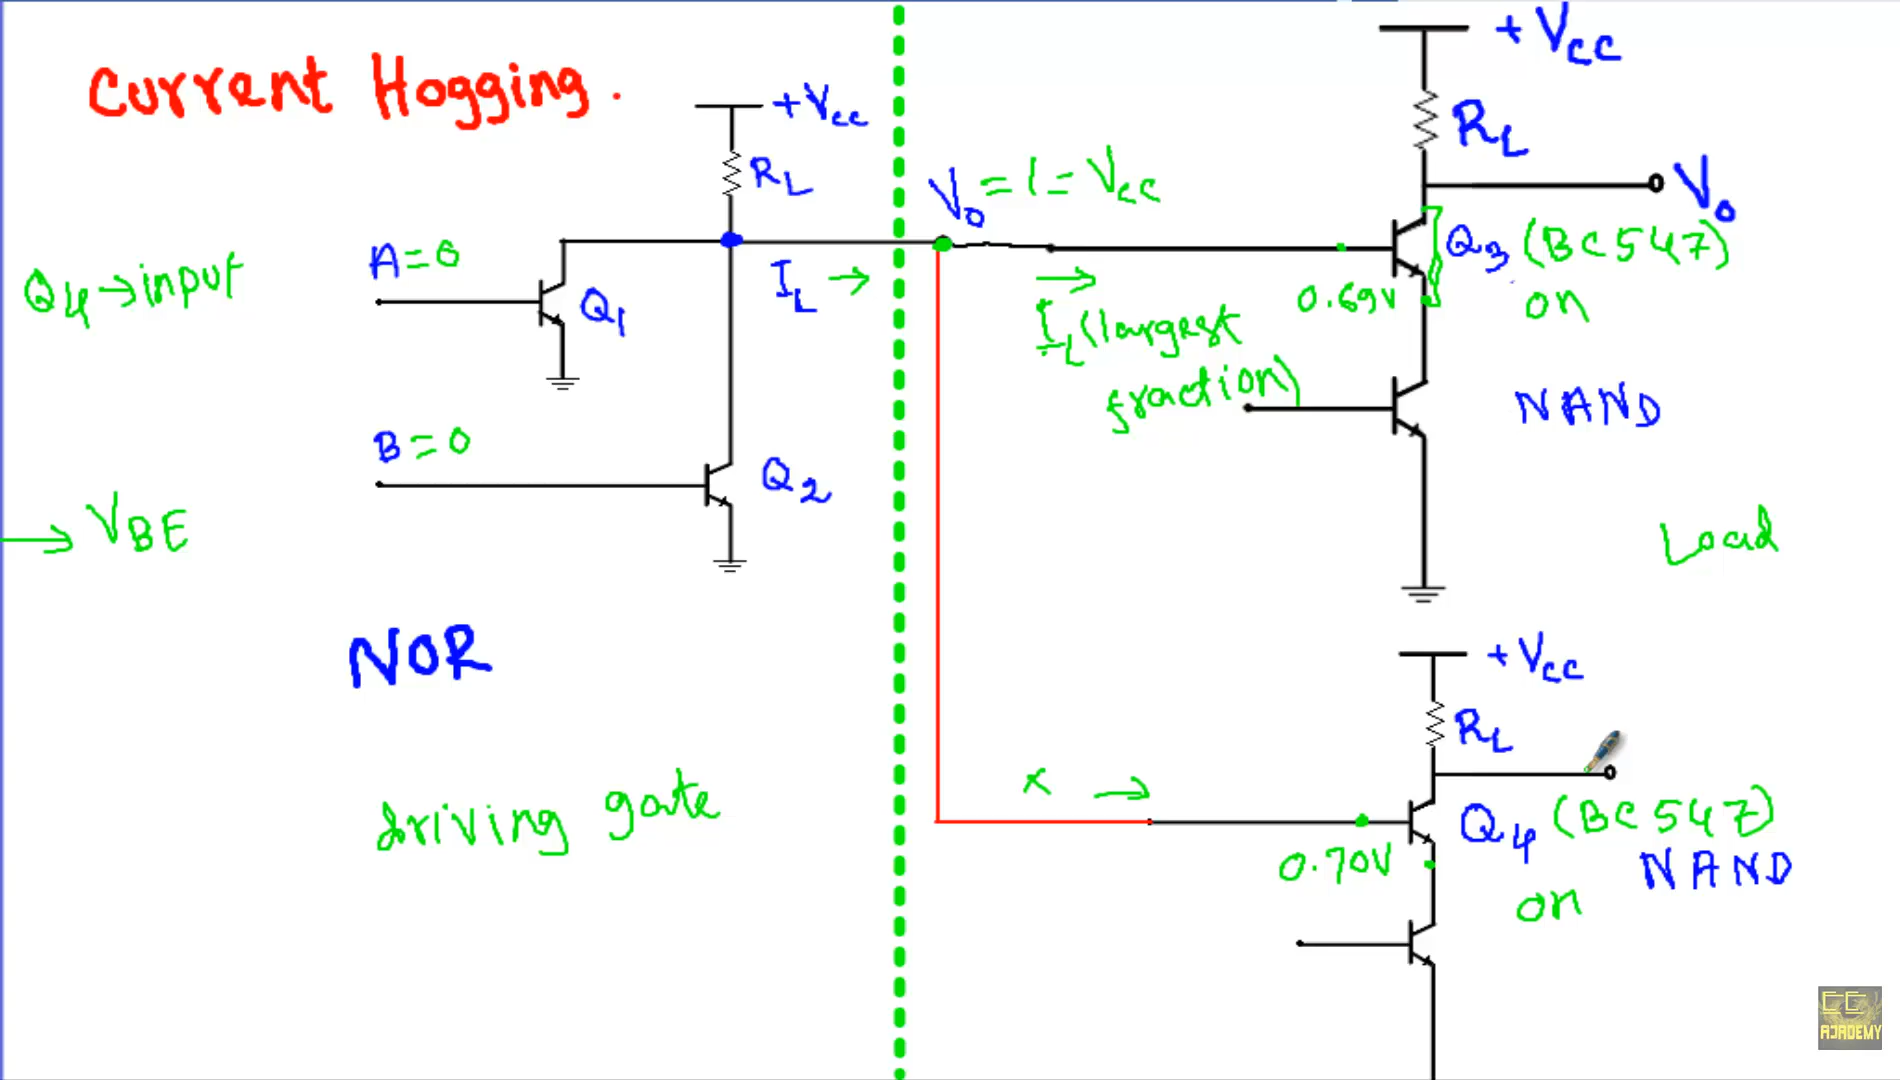 Current Hogging.
+Vcc
RL
A=0
Q1
Q4→input
IL →
B=0
Q2
→ VBE
NOR
driving gate
+Vcc
RL
Vo
Vo = 1 = Vcc
→
IL (largest
fraction)
0.69V
Q3 (BC547)
on
NAND
Load
+Vcc
RL
x →
0.70V
Q4 (BC547)
NAND
on
EE
AJADEMY